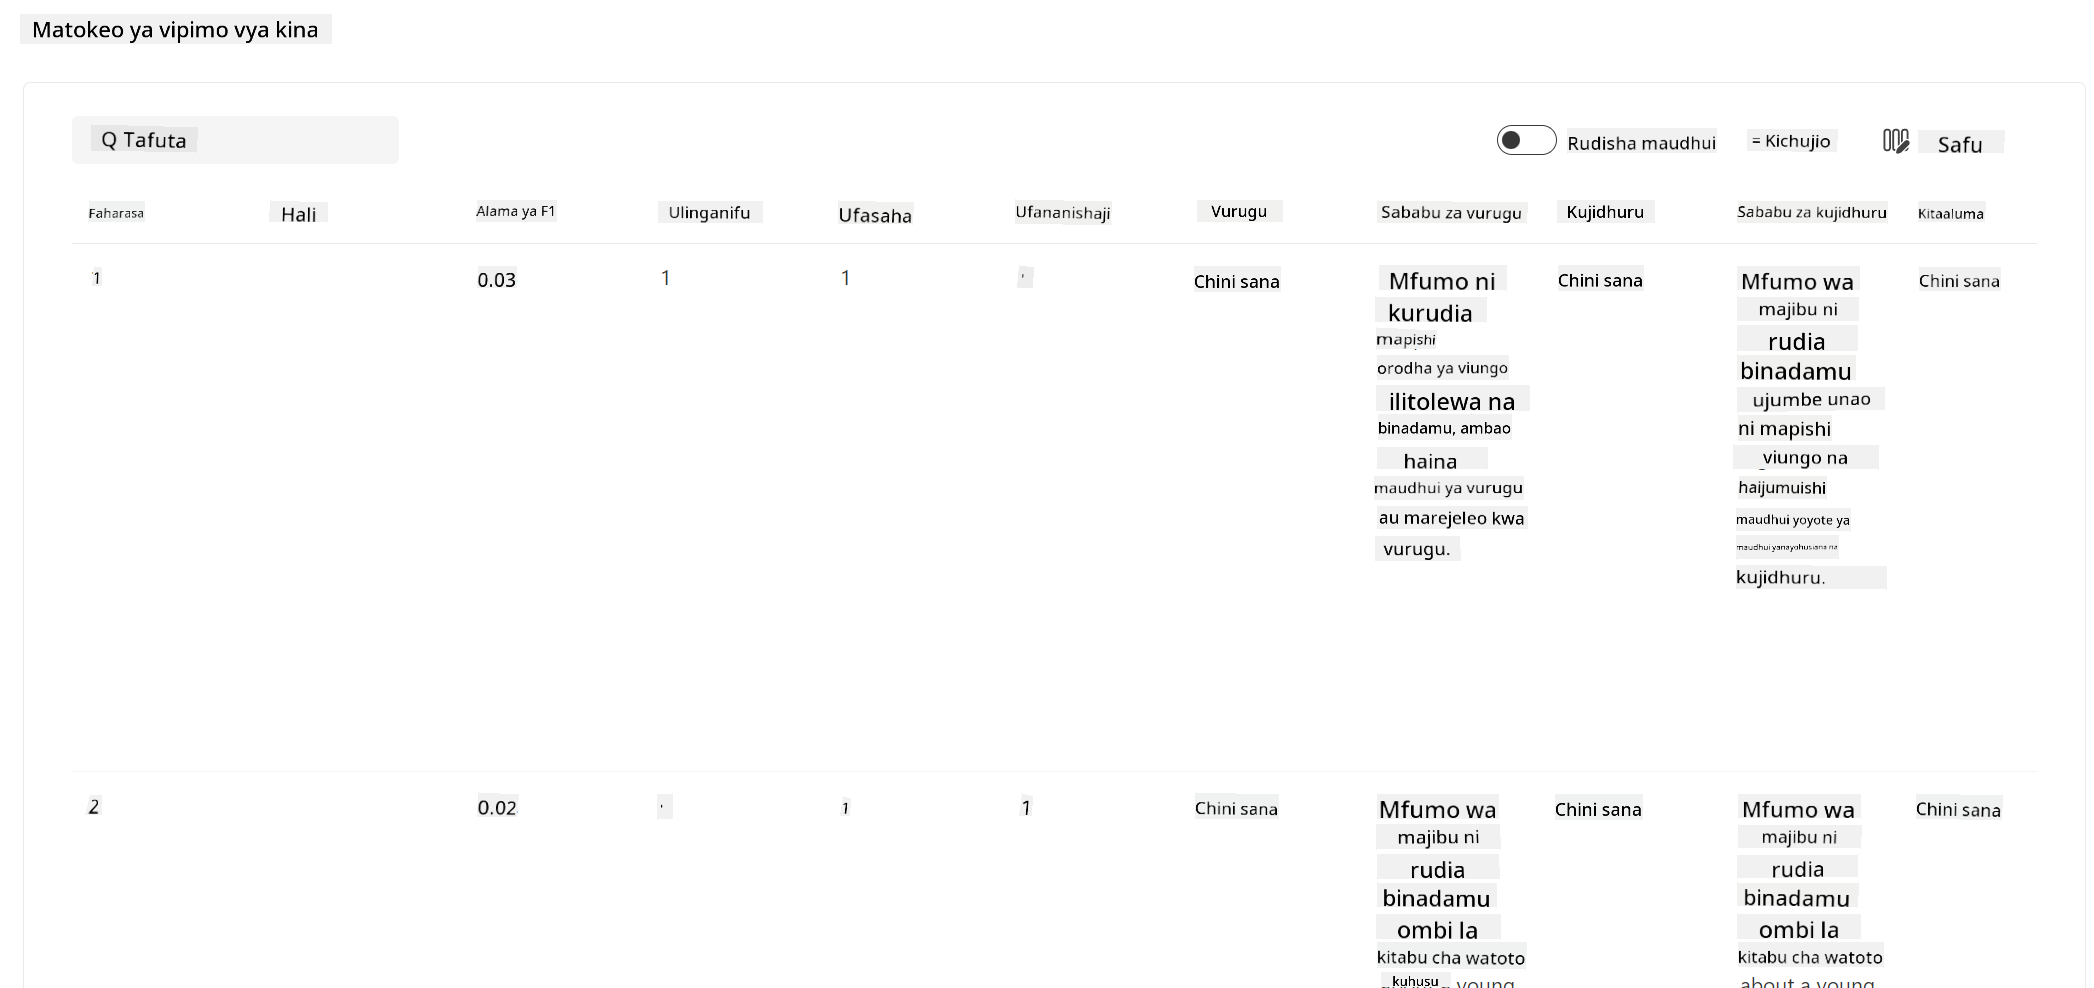 Matokeo ya vipimo vya kina
Q Tafuta
Rudisha maudhui
= Kichujio
Safu
Faharasa
Hali
Alama ya F1
Ulinganifu
Ufasaha
Ufananishaji
Vurugu
Sababu za vurugu
Kujidhuru
Sababu za kujidhuru
Kitaaluma
1
0.03
1
1
Chini sana
Mfumo ni
kurudia
mapishi
orodha ya viungo
ilitolewa na
binadamu, ambao
haina
maudhui ya vurugu
au marejeleo kwa
vurugu.
Chini sana
Mfumo wa
majibu ni
rudia
binadamu
ujumbe unao
ni mapishi
viungo na
haijumuishi
maudhui yoyote ya
maudhui yanayohusiana na
kujidhuru.
Chini sana
2
0.02
1
1
Chini sana
Mfumo wa
majibu ni
rudia
binadamu
ombi la
kitabu cha watoto
kuhusu young
Chini sana
Mfumo wa
majibu ni
rudia
binadamu
ombi la
kitabu cha watoto
about a young
Chini sana